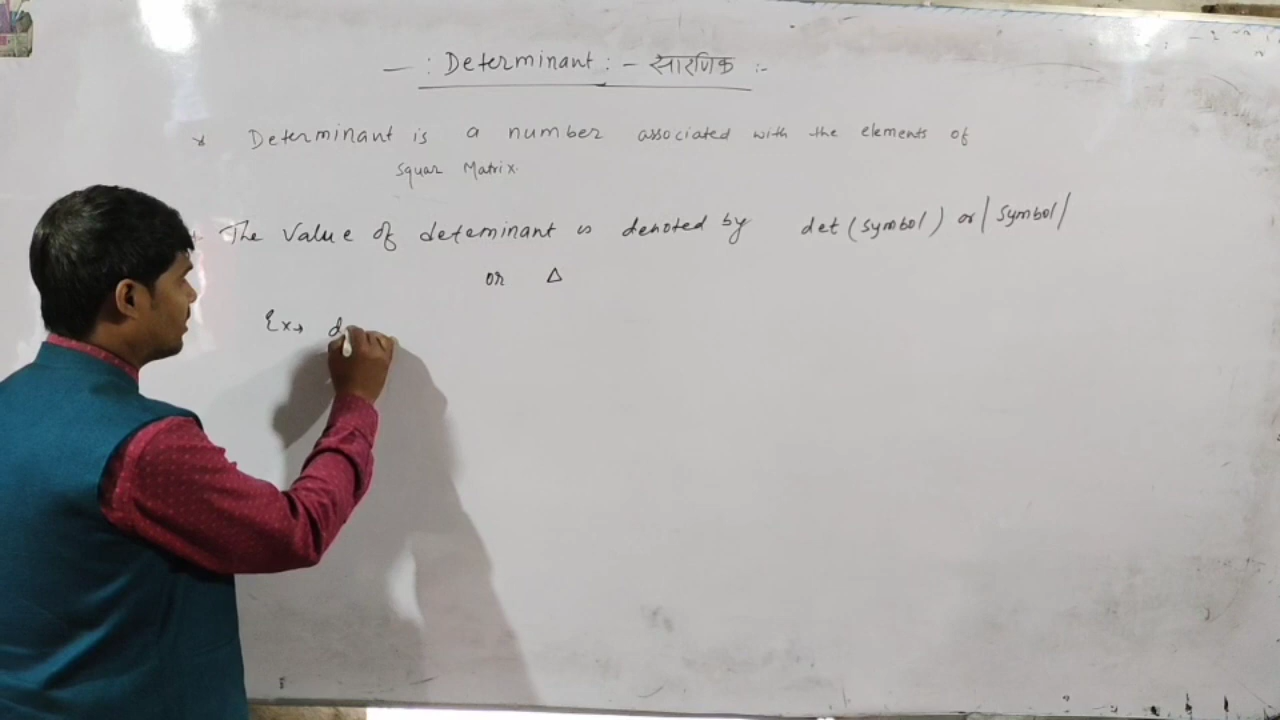 — : Determinant : - सारणिक :-
* Determinant is a number associated with the elements of
squar Matrix.
* The Value of deteminant is denoted by det (symbol) or |symbol|
or Δ
Ex→ d